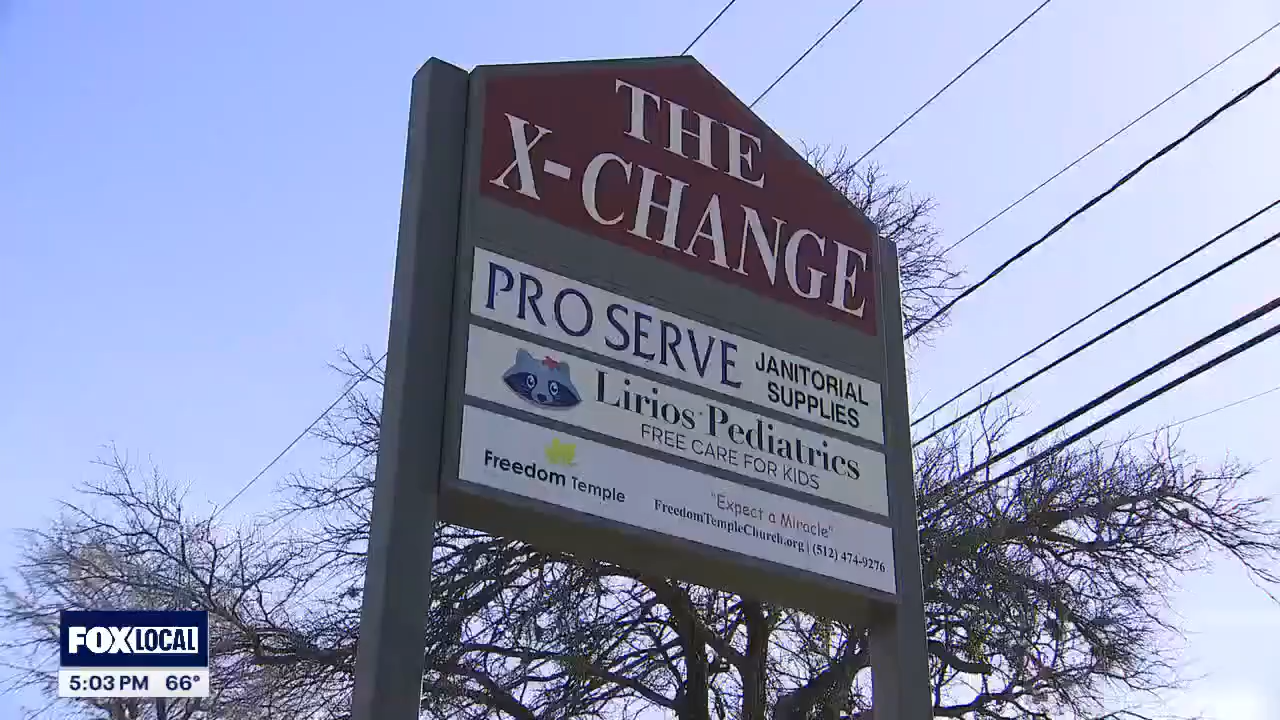 THE
X-CHANGE
PRO SERVE JANITORIAL
SUPPLIES
Lirios Pediatrics
FREE CARE FOR KIDS
Freedom Temple
"Expect a Miracle"
FreedomTempleChurch.org | (512) 474-9276
FOX LOCAL
5:03 PM 66°